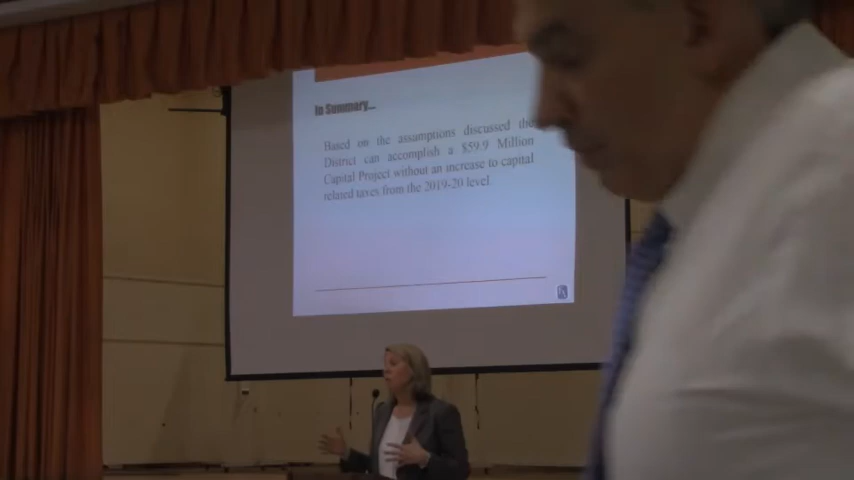 In Summary...
Based on the assumptions discussed the
District can accomplish a $59.9 Million
Capital Project without an increase to capital
related taxes from the 2019-20 level.